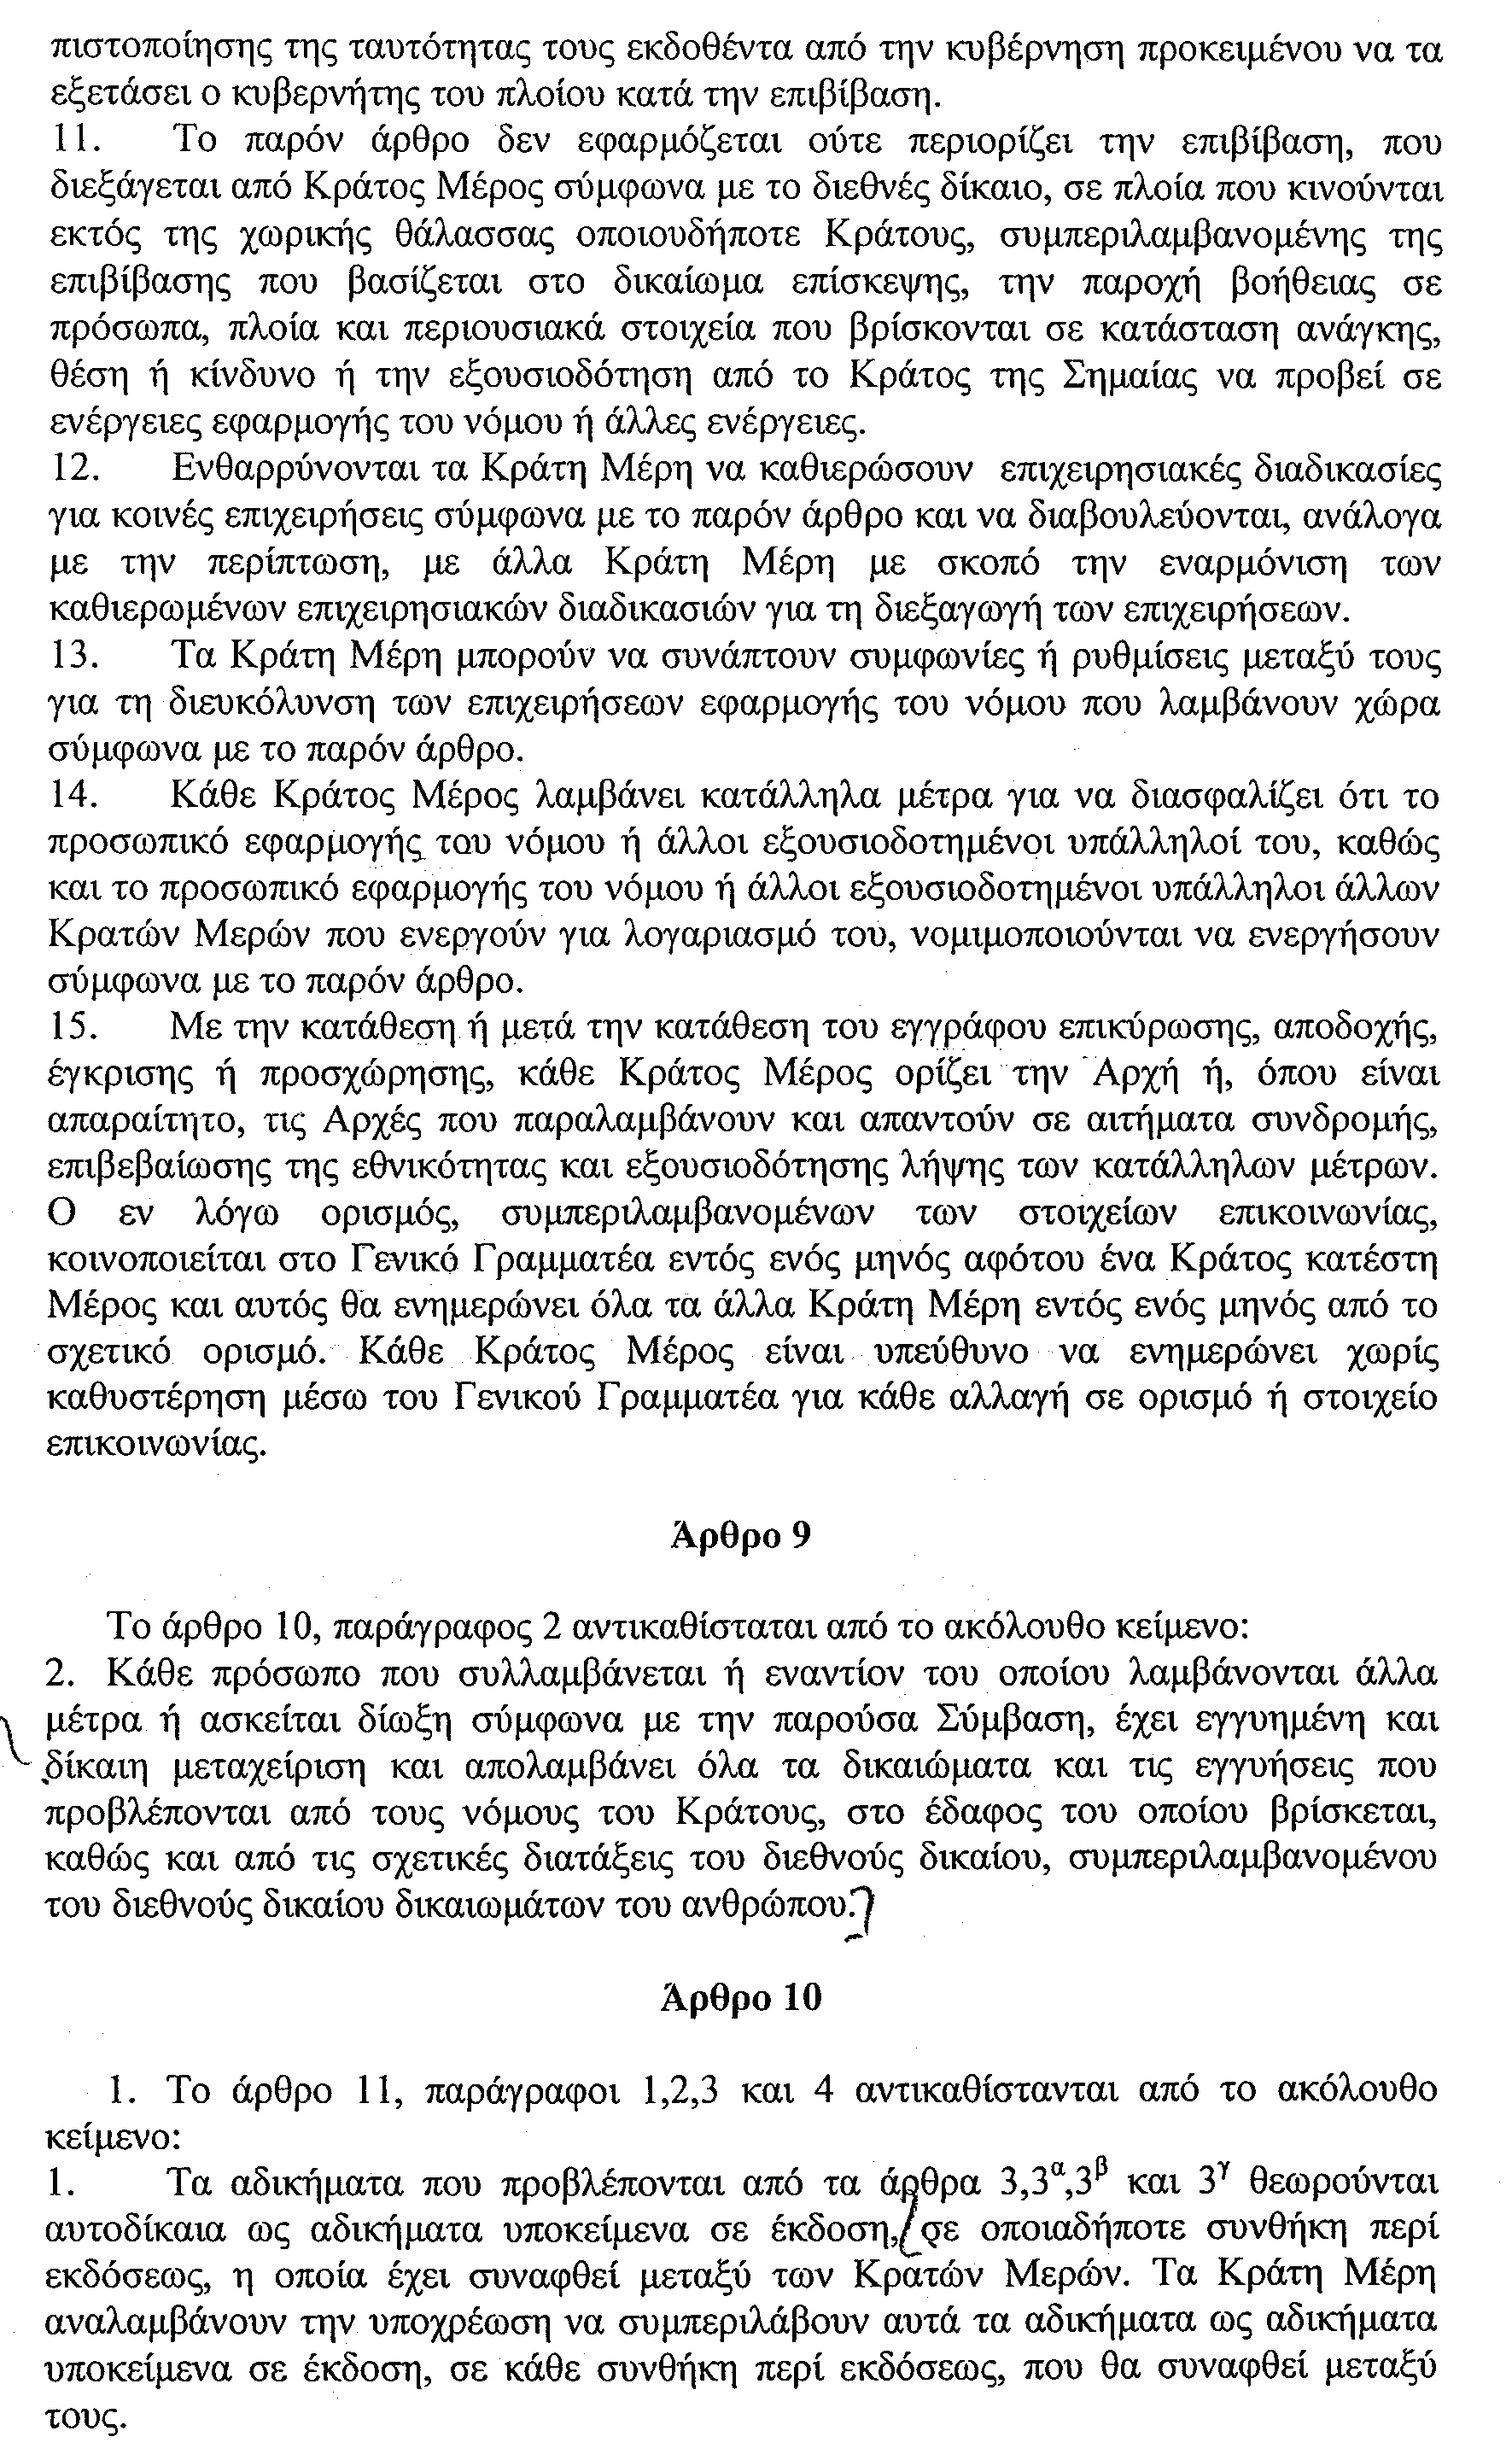 πιστοποίησης της ταυτότητας τους εκδοθέντα από την κυβέρνηση προκειμένου να τα
εξετάσει ο κυβερνήτης του πλοίου κατά την επιβίβαση.
11. Το παρόν άρθρο δεν εφαρμόζεται ούτε περιορίζει την επιβίβαση, που
διεξάγεται από Κράτος Μέρος σύμφωνα με το διεθνές δίκαιο, σε πλοία που κινούνται
εκτός της χωρικής θάλασσας οποιουδήποτε Κράτους, συμπεριλαμβανομένης της
επιβίβασης που βασίζεται στο δικαίωμα επίσκεψης, την παροχή βοήθειας σε
πρόσωπα, πλοία και περιουσιακά στοιχεία που βρίσκονται σε κατάσταση ανάγκης,
θέση ή κίνδυνο ή την εξουσιοδότηση από το Κράτος της Σημαίας να προβεί σε
ενέργειες εφαρμογής του νόμου ή άλλες ενέργειες.
12. Ενθαρρύνονται τα Κράτη Μέρη να καθιερώσουν επιχειρησιακές διαδικασίες
για κοινές επιχειρήσεις σύμφωνα με το παρόν άρθρο και να διαβουλεύονται, ανάλογα
με την περίπτωση, με άλλα Κράτη Μέρη με σκοπό την εναρμόνιση των
καθιερωμένων επιχειρησιακών διαδικασιών για τη διεξαγωγή των επιχειρήσεων.
13. Τα Κράτη Μέρη μπορούν να συνάπτουν συμφωνίες ή ρυθμίσεις μεταξύ τους
για τη διευκόλυνση των επιχειρήσεων εφαρμογής του νόμου που λαμβάνουν χώρα
σύμφωνα με το παρόν άρθρο.
14. Κάθε Κράτος Μέρος λαμβάνει κατάλληλα μέτρα για να διασφαλίζει ότι το
προσωπικό εφαρμογής του νόμου ή άλλοι εξουσιοδοτημένοι υπάλληλοί του, καθώς
και το προσωπικό εφαρμογής του νόμου ή άλλοι εξουσιοδοτημένοι υπάλληλοι άλλων
Κρατών Μερών που ενεργούν για λογαριασμό του, νομιμοποιούνται να ενεργήσουν
σύμφωνα με το παρόν άρθρο.
15. Με την κατάθεση ή μετά την κατάθεση του εγγράφου επικύρωσης, αποδοχής,
έγκρισης ή προσχώρησης, κάθε Κράτος Μέρος ορίζει την Αρχή ή, όπου είναι
απαραίτητο, τις Αρχές που παραλαμβάνουν και απαντούν σε αιτήματα συνδρομής,
επιβεβαίωσης της εθνικότητας και εξουσιοδότησης λήψης των κατάλληλων μέτρων.
Ο εν λόγω ορισμός, συμπεριλαμβανομένων των στοιχείων επικοινωνίας,
κοινοποιείται στο Γενικό Γραμματέα εντός ενός μηνός αφότου ένα Κράτος κατέστη
Μέρος και αυτός θα ενημερώνει όλα τα άλλα Κράτη Μέρη εντός ενός μηνός από το
σχετικό ορισμό. Κάθε Κράτος Μέρος είναι υπεύθυνο να ενημερώνει χωρίς
καθυστέρηση μέσω του Γενικού Γραμματέα για κάθε αλλαγή σε ορισμό ή στοιχείο
επικοινωνίας.
Άρθρο 9
Το άρθρο 10, παράγραφος 2 αντικαθίσταται από το ακόλουθο κείμενο:
2. Κάθε πρόσωπο που συλλαμβάνεται ή εναντίον του οποίου λαμβάνονται άλλα
μέτρα ή ασκείται δίωξη σύμφωνα με την παρούσα Σύμβαση, έχει εγγυημένη και
δίκαιη μεταχείριση και απολαμβάνει όλα τα δικαιώματα και τις εγγυήσεις που
προβλέπονται από τους νόμους του Κράτους, στο έδαφος του οποίου βρίσκεται,
καθώς και από τις σχετικές διατάξεις του διεθνούς δικαίου, συμπεριλαμβανομένου
του διεθνούς δικαίου δικαιωμάτων του ανθρώπου.
Άρθρο 10
1. Το άρθρο 11, παράγραφοι 1,2,3 και 4 αντικαθίστανται από το ακόλουθο
κείμενο:
1. Τα αδικήματα που προβλέπονται από τα άρθρα 3,3ᵅ,3ᵝ και 3ᵞ θεωρούνται
αυτοδίκαια ως αδικήματα υποκείμενα σε έκδοση, σε οποιαδήποτε συνθήκη περί
εκδόσεως, η οποία έχει συναφθεί μεταξύ των Κρατών Μερών. Τα Κράτη Μέρη
αναλαμβάνουν την υποχρέωση να συμπεριλάβουν αυτά τα αδικήματα ως αδικήματα
υποκείμενα σε έκδοση, σε κάθε συνθήκη περί εκδόσεως, που θα συναφθεί μεταξύ
τους.